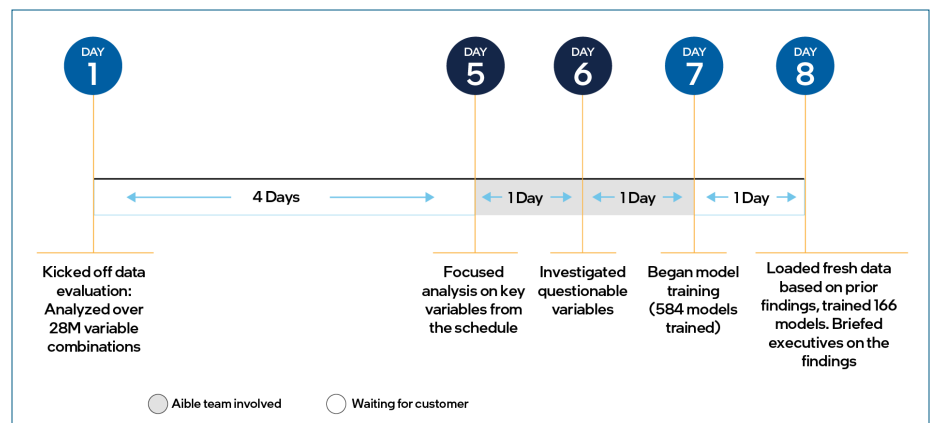 DAY
1
DAY
5
DAY
6
DAY
7
DAY
8
4 Days
1 Day
1 Day
1 Day
Kicked off data
evaluation:
Analyzed over
28M variable
combinations
Focused
analysis on key
variables from
the schedule
Investigated
questionable
variables
Began model
training
(584 models
trained)
Loaded fresh data
based on prior
findings, trained 166
models. Briefed
executives on the
findings
Aible team involved
Waiting for customer